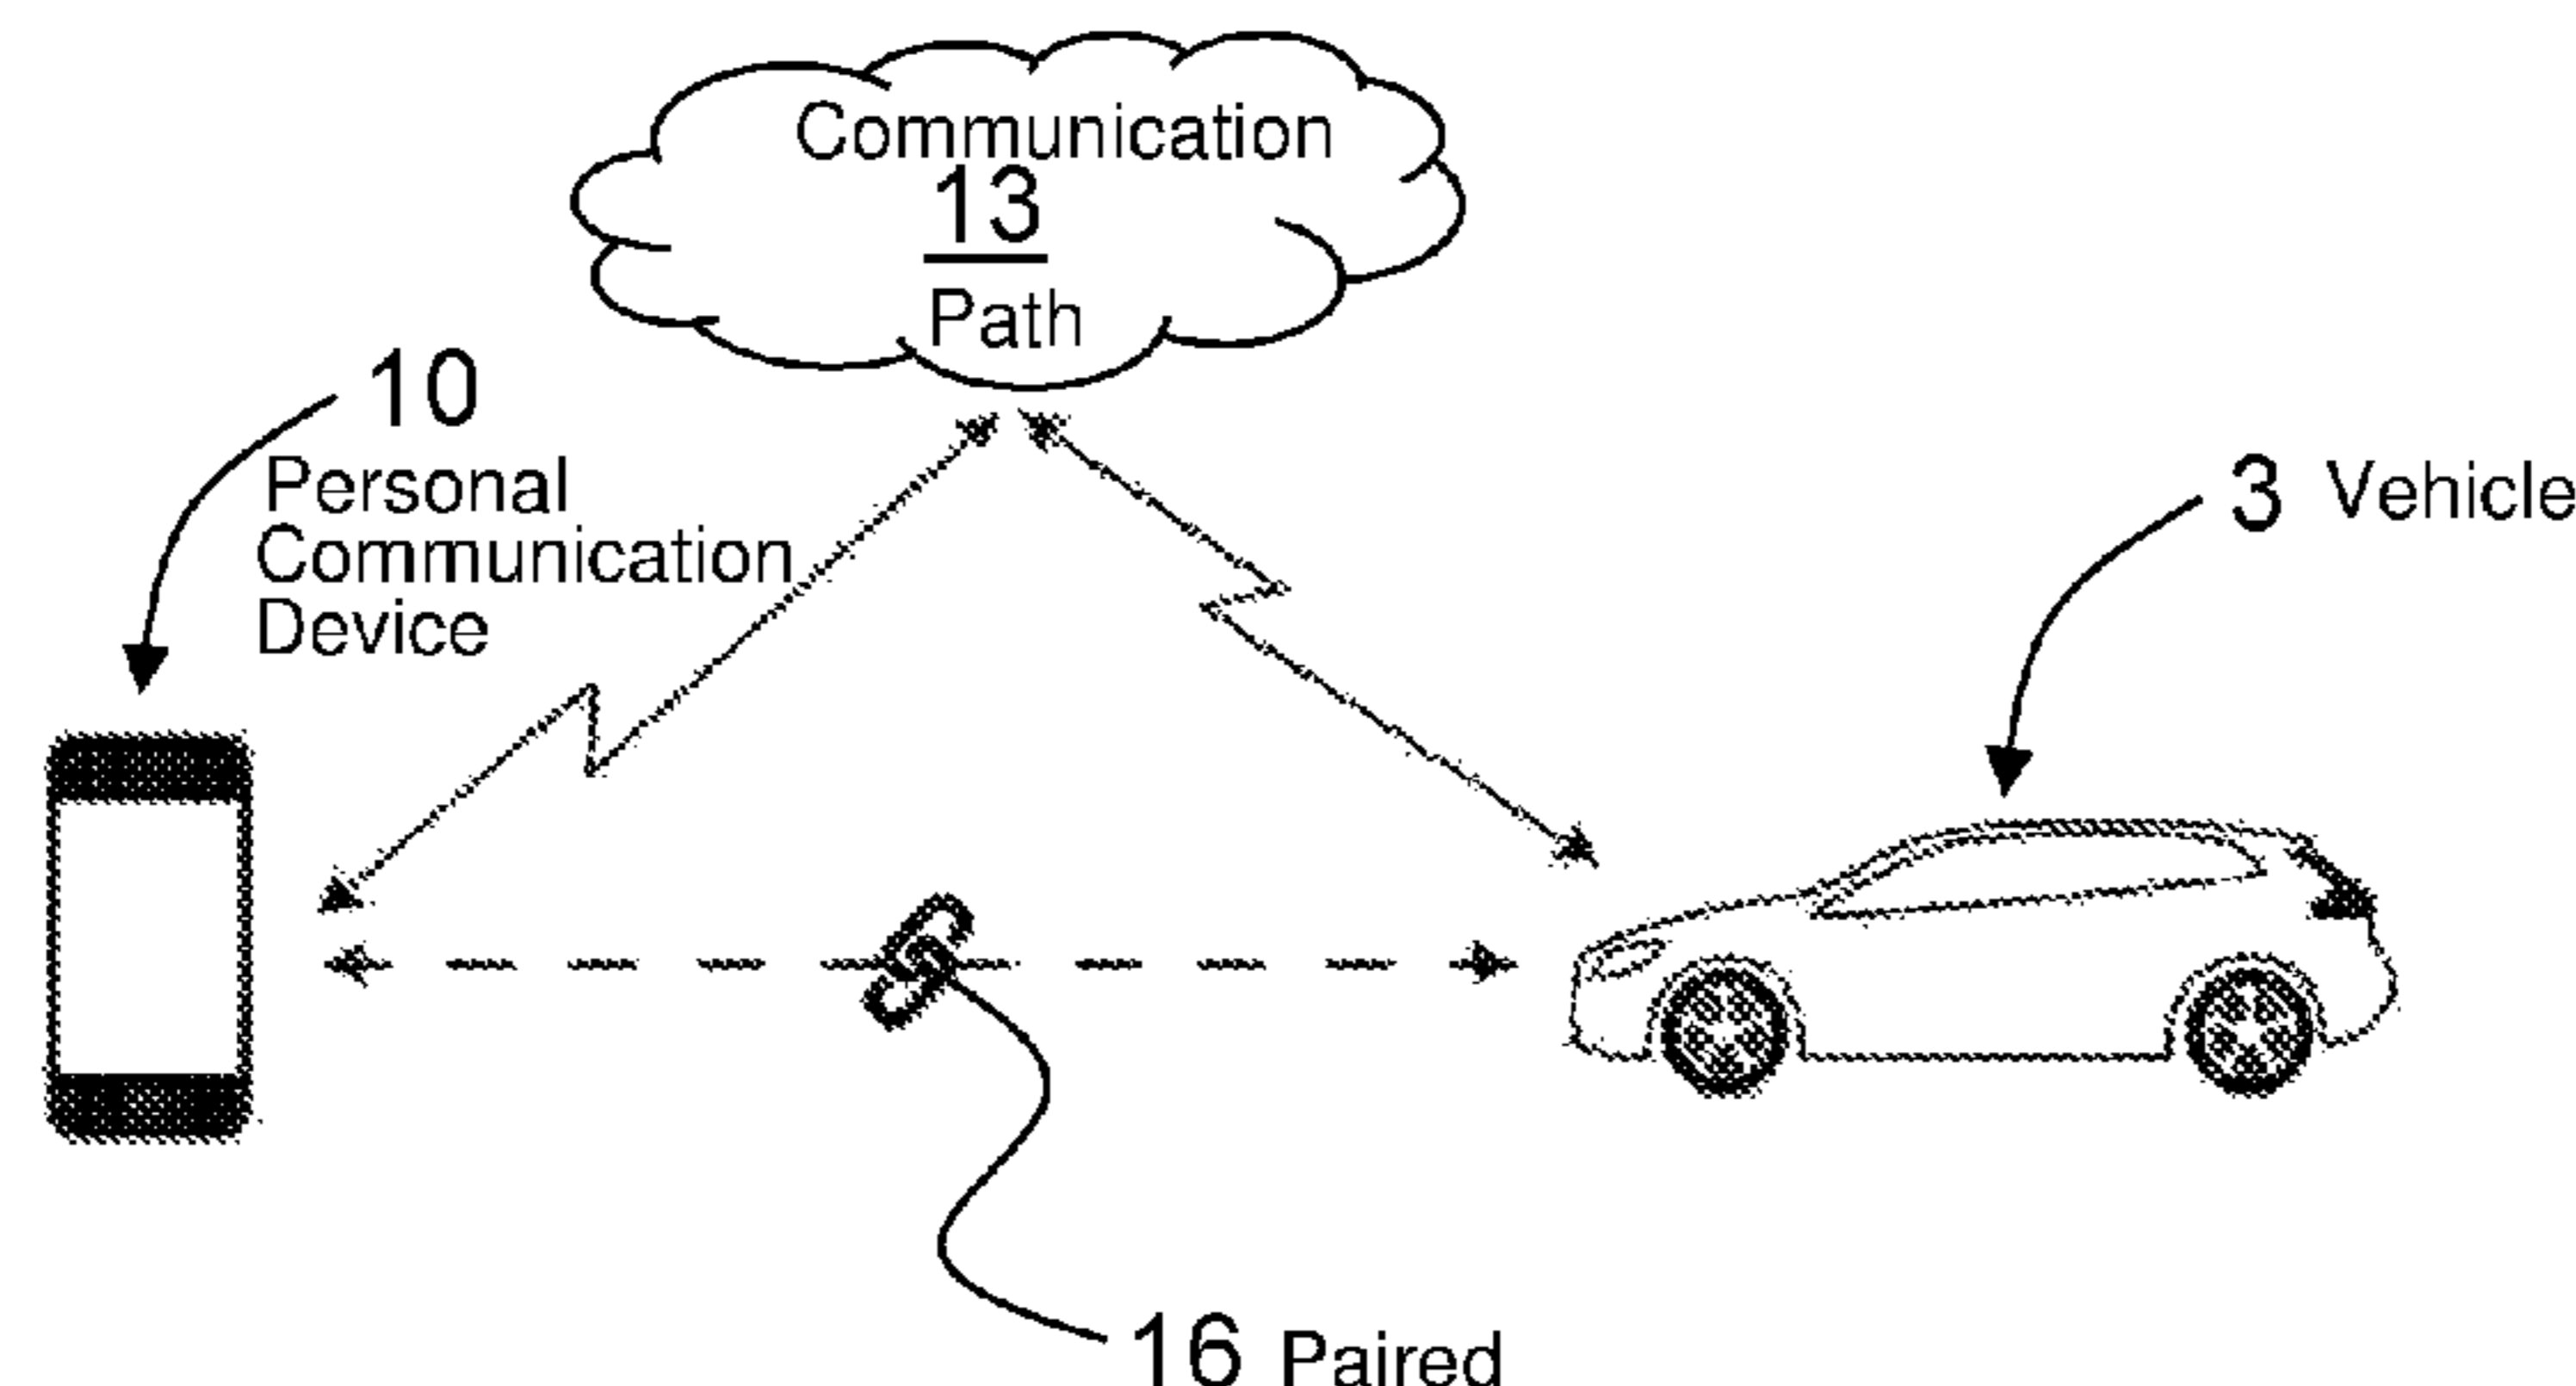 Communication
13
Path
10
Personal
Communication
Device
3 Vehicle
16 Paired